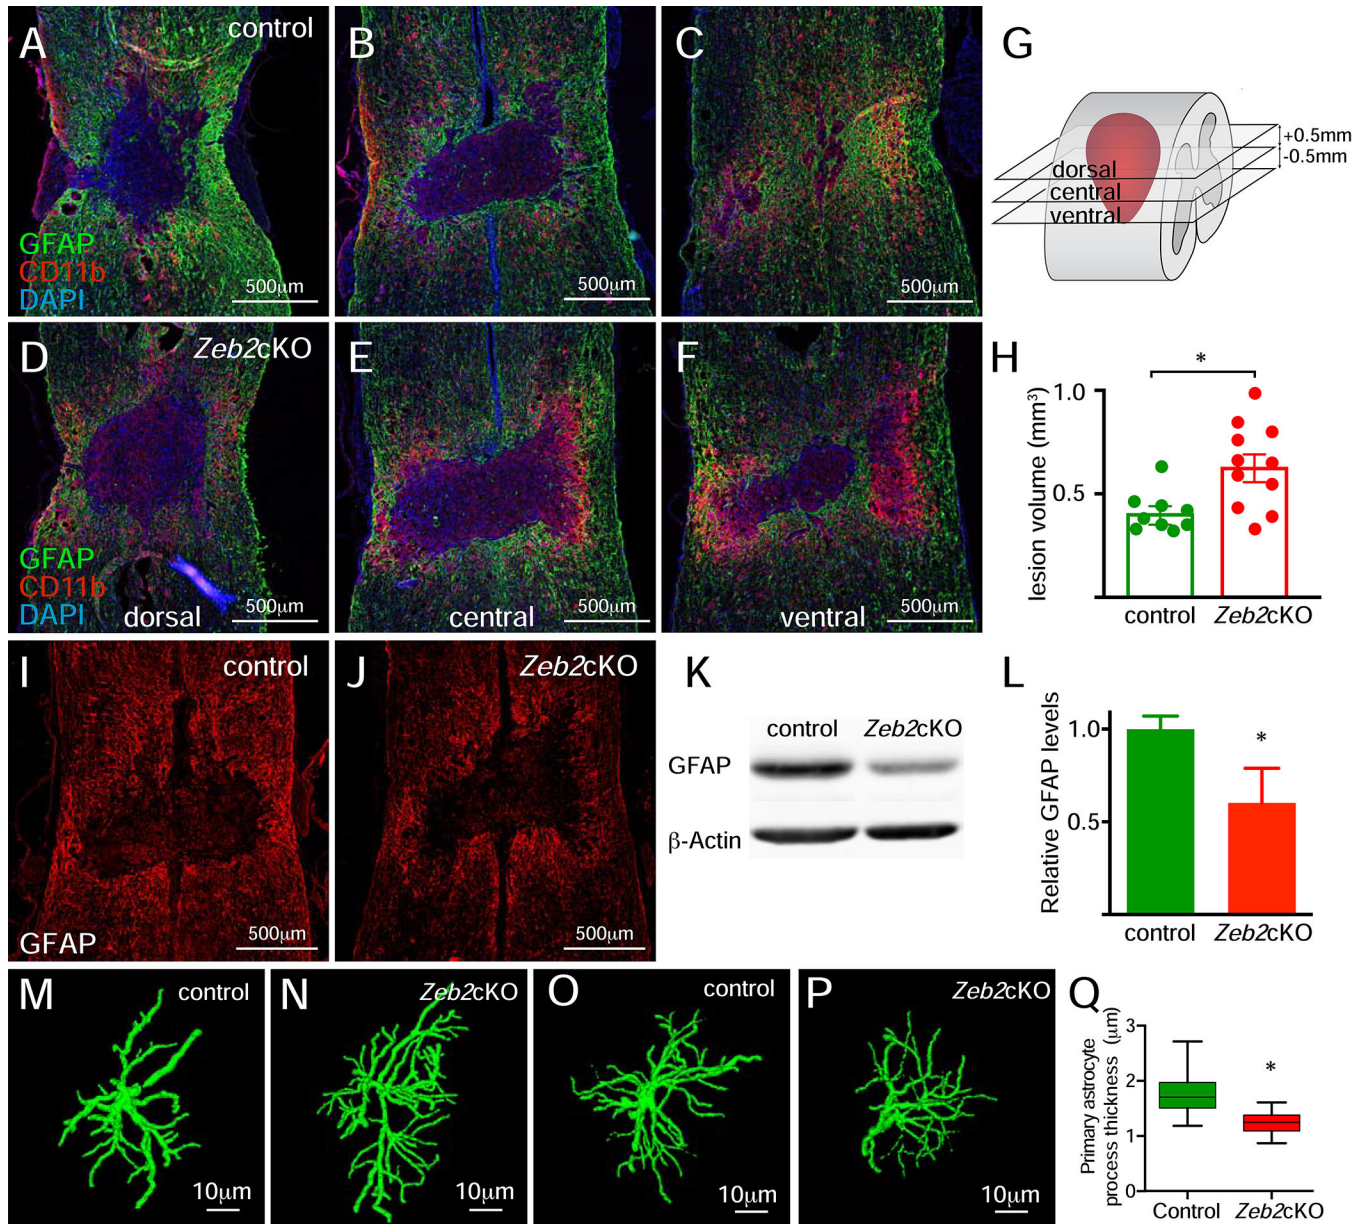 A
control
GFAP
CD11b
DAPI
500μm
B
500μm
C
500μm
G
+0.5mm
-0.5mm
dorsal
central
ventral
D
Zeb2cKO
GFAP
CD11b
DAPI
dorsal
500μm
E
central
500μm
F
ventral
500μm
H
*
lesion volume (mm³)
1.0
0.5
control
Zeb2cKO
I
control
GFAP
500μm
J
Zeb2cKO
500μm
K
control
Zeb2cKO
GFAP
β-Actin
L
Relative GFAP levels
1.0
0.5
*
control
Zeb2cKO
M
control
10μm
N
Zeb2cKO
10μm
O
control
10μm
P
Zeb2cKO
10μm
Q
Primary astrocyte
process thickness (μm)
3
2
1
0
*
Control
Zeb2cKO